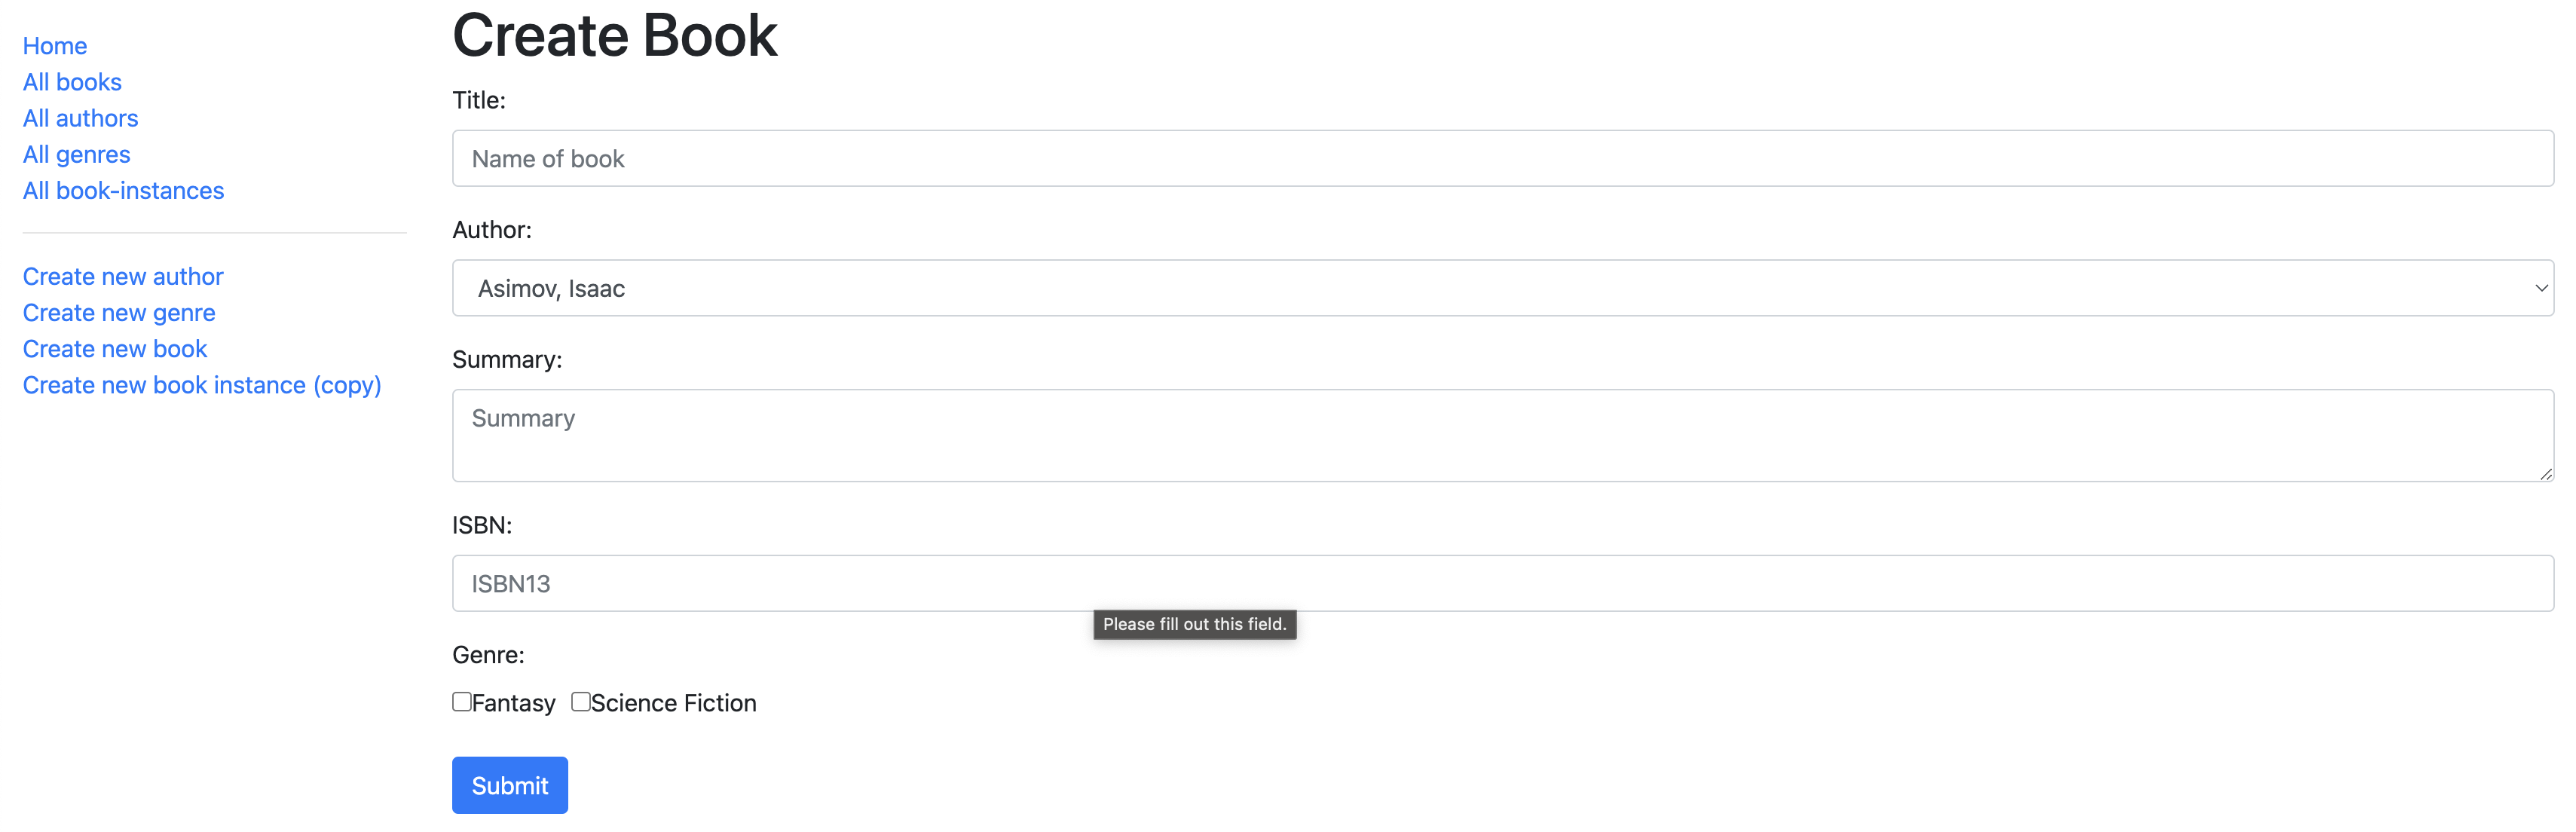 Home
All books
All authors
All genres
All book-instances
Create new author
Create new genre
Create new book
Create new book instance (copy)
Create Book
Title:
Name of book
Author:
Asimov, Isaac
Summary:
Summary
ISBN:
ISBN13
Please fill out this field.
Genre:
Fantasy Science Fiction
Submit